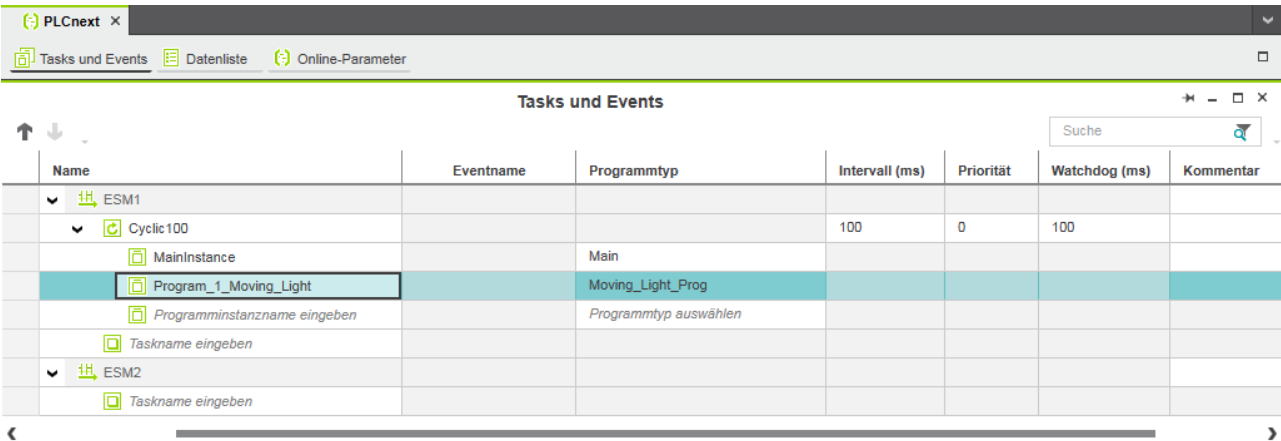 PLCnext
Tasks und Events Datenliste Online-Parameter
Tasks und Events
Suche
Name Eventname Programmtyp Intervall (ms) Priorität Watchdog (ms) Kommentar
ESM1
Cyclic100 100 0 100
MainInstance Main
Program_1_Moving_Light Moving_Light_Prog
Programminstanzname eingeben Programmtyp auswählen
Taskname eingeben
ESM2
Taskname eingeben